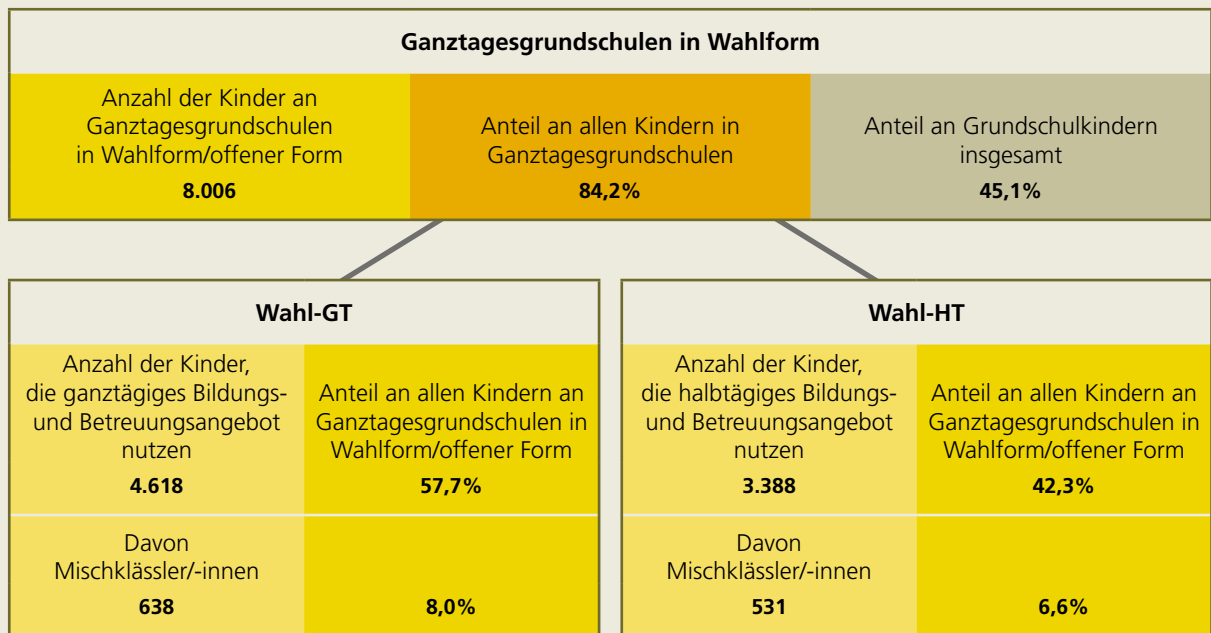 Ganztagesgrundschulen in Wahlform
Anzahl der Kinder an
Ganztagesgrundschulen
in Wahlform/offener Form
8.006
Anteil an allen Kindern in
Ganztagesgrundschulen
84,2%
Anteil an Grundschulkindern
insgesamt
45,1%
Wahl-GT
Anzahl der Kinder,
die ganztägiges Bildungs-
und Betreuungsangebot
nutzen
4.618
Anteil an allen Kindern an
Ganztagesgrundschulen in
Wahlform/offener Form
57,7%
Davon
Mischklässler/-innen
638
8,0%
Wahl-HT
Anzahl der Kinder,
die halbtägiges Bildungs-
und Betreuungsangebot
nutzen
3.388
Anteil an allen Kindern an
Ganztagesgrundschulen in
Wahlform/offener Form
42,3%
Davon
Mischklässler/-innen
531
6,6%